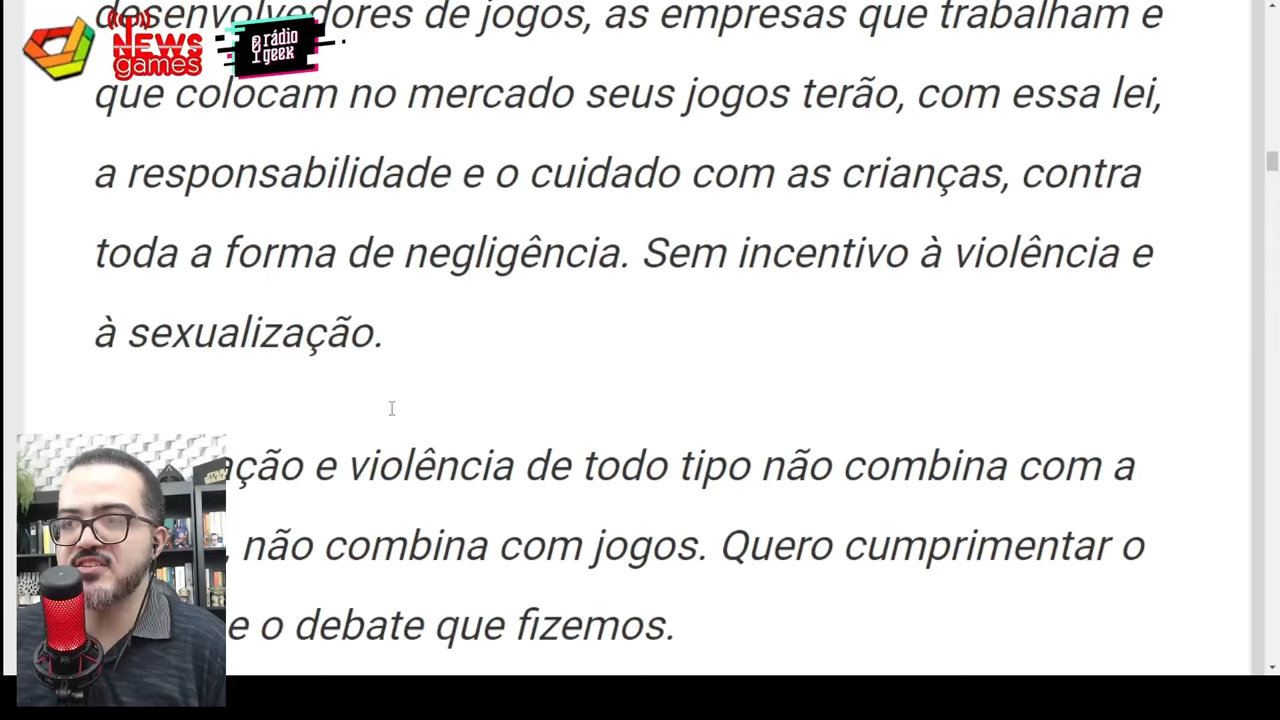 desenvolvedores de jogos, as empresas que trabalham e
NEWS
games
rádio
geek
que colocam no mercado seus jogos terão, com essa lei,
a responsabilidade e o cuidado com as crianças, contra
toda a forma de negligência. Sem incentivo à violência e
à sexualização.
ação e violência de todo tipo não combina com a
, não combina com jogos. Quero cumprimentar o
e o debate que fizemos.